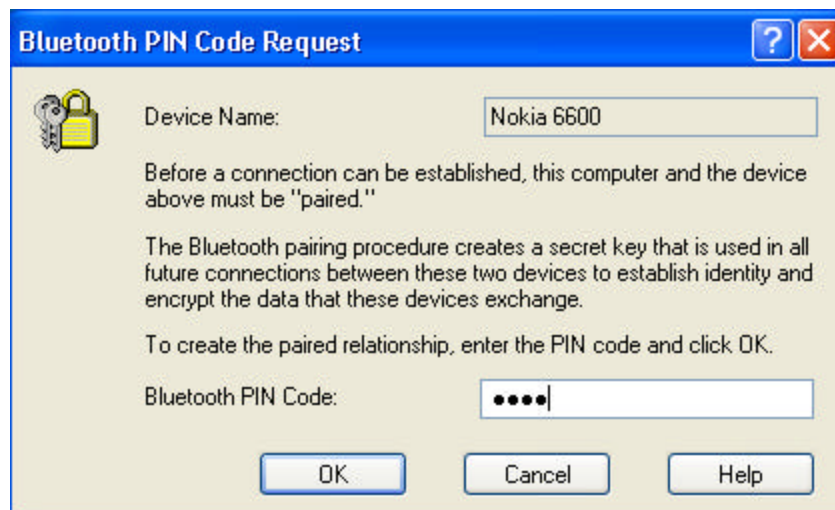 Bluetooth PIN Code Request
Device Name: Nokia 6600
Before a connection can be established, this computer and the device
above must be "paired."
The Bluetooth pairing procedure creates a secret key that is used in all
future connections between these two devices to establish identity and
encrypt the data that these devices exchange.
To create the paired relationship, enter the PIN code and click OK.
Bluetooth PIN Code: ••••
OK Cancel Help